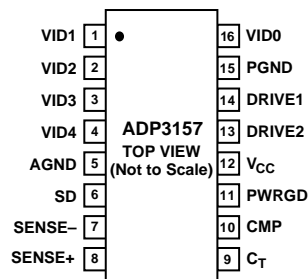 VID1 1 16 VID0
VID2 2 15 PGND
VID3 3 14 DRIVE1
VID4 4 ADP3157 13 DRIVE2
AGND 5 TOP VIEW (Not to Scale) 12 VCC
SD 6 11 PWRGD
SENSE– 7 10 CMP
SENSE+ 8 9 CT